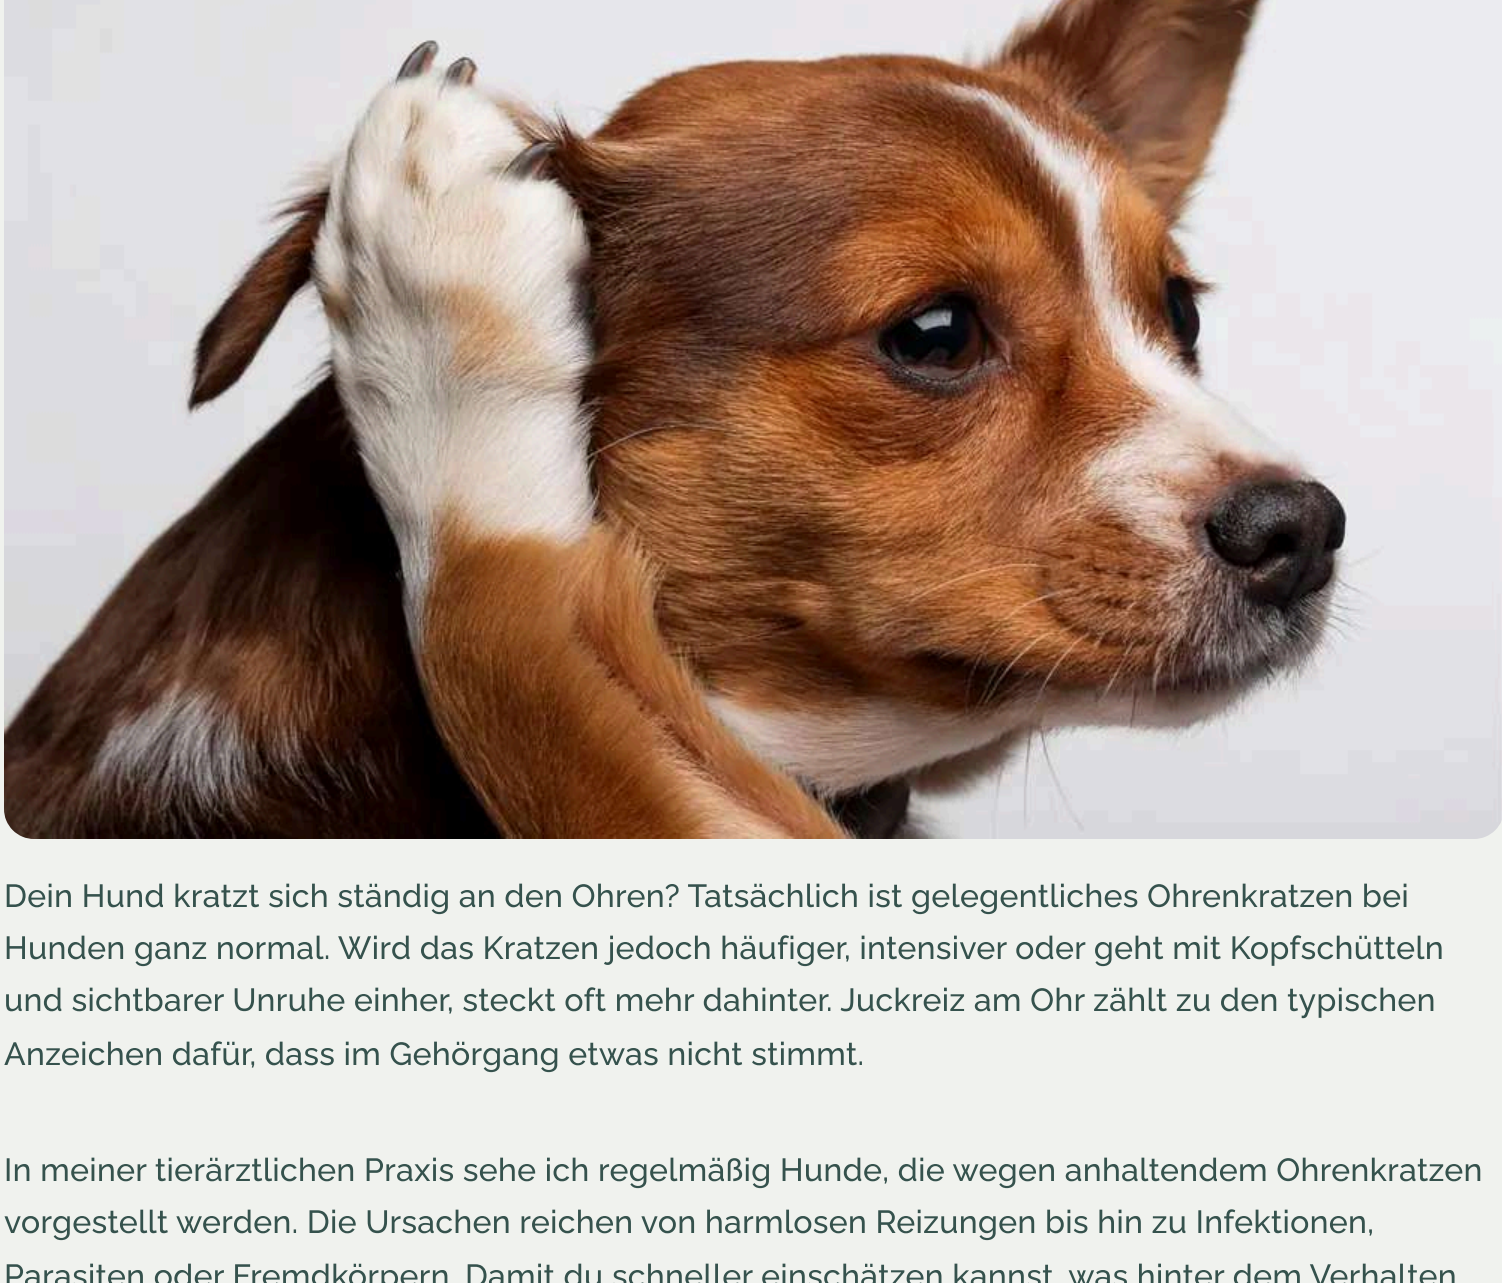 Dein Hund kratzt sich ständig an den Ohren? Tatsächlich ist gelegentliches Ohrenkratzen bei
Hunden ganz normal. Wird das Kratzen jedoch häufiger, intensiver oder geht mit Kopfschütteln
und sichtbarer Unruhe einher, steckt oft mehr dahinter. Juckreiz am Ohr zählt zu den typischen
Anzeichen dafür, dass im Gehörgang etwas nicht stimmt.
In meiner tierärztlichen Praxis sehe ich regelmäßig Hunde, die wegen anhaltendem Ohrenkratzen
vorgestellt werden. Die Ursachen reichen von harmlosen Reizungen bis hin zu Infektionen,
Parasiten oder Fremdkörpern. Damit du schneller einschätzen kannst, was hinter dem Verhalten